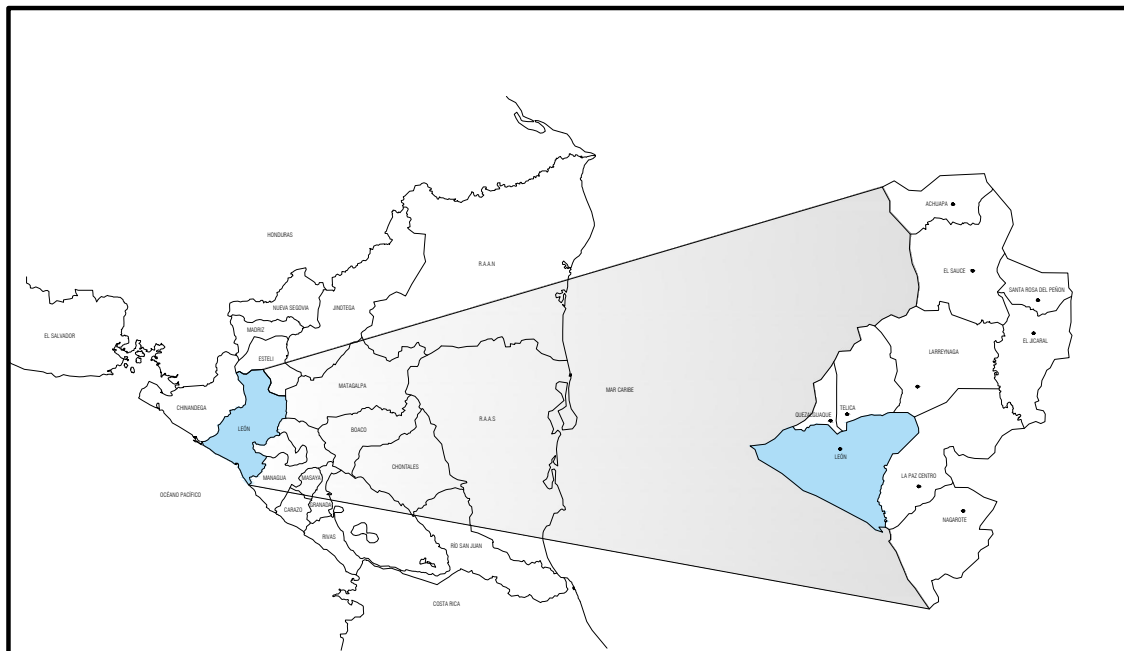 HONDURAS
R.A.A.N
NUEVA SEGOVIA
JINOTEGA
EL SALVADOR
MADRIZ
ESTELI
MATAGALPA
MAR CARIBE
CHINANDEGA
LEÓN
BOACO
R.A.A.S
CHONTALES
MANAGUA
MASAYA
OCÉANO PACÍFICO
CARAZO
GRANADA
RIVAS
RÍO SAN JUAN
COSTA RICA
ACHUAPA
EL SAUCE
SANTA ROSA DEL PEÑON
EL JICARAL
LARREYNAGA
QUEZALGUAQUE
TELICA
LEÓN
LA PAZ CENTRO
NAGAROTE